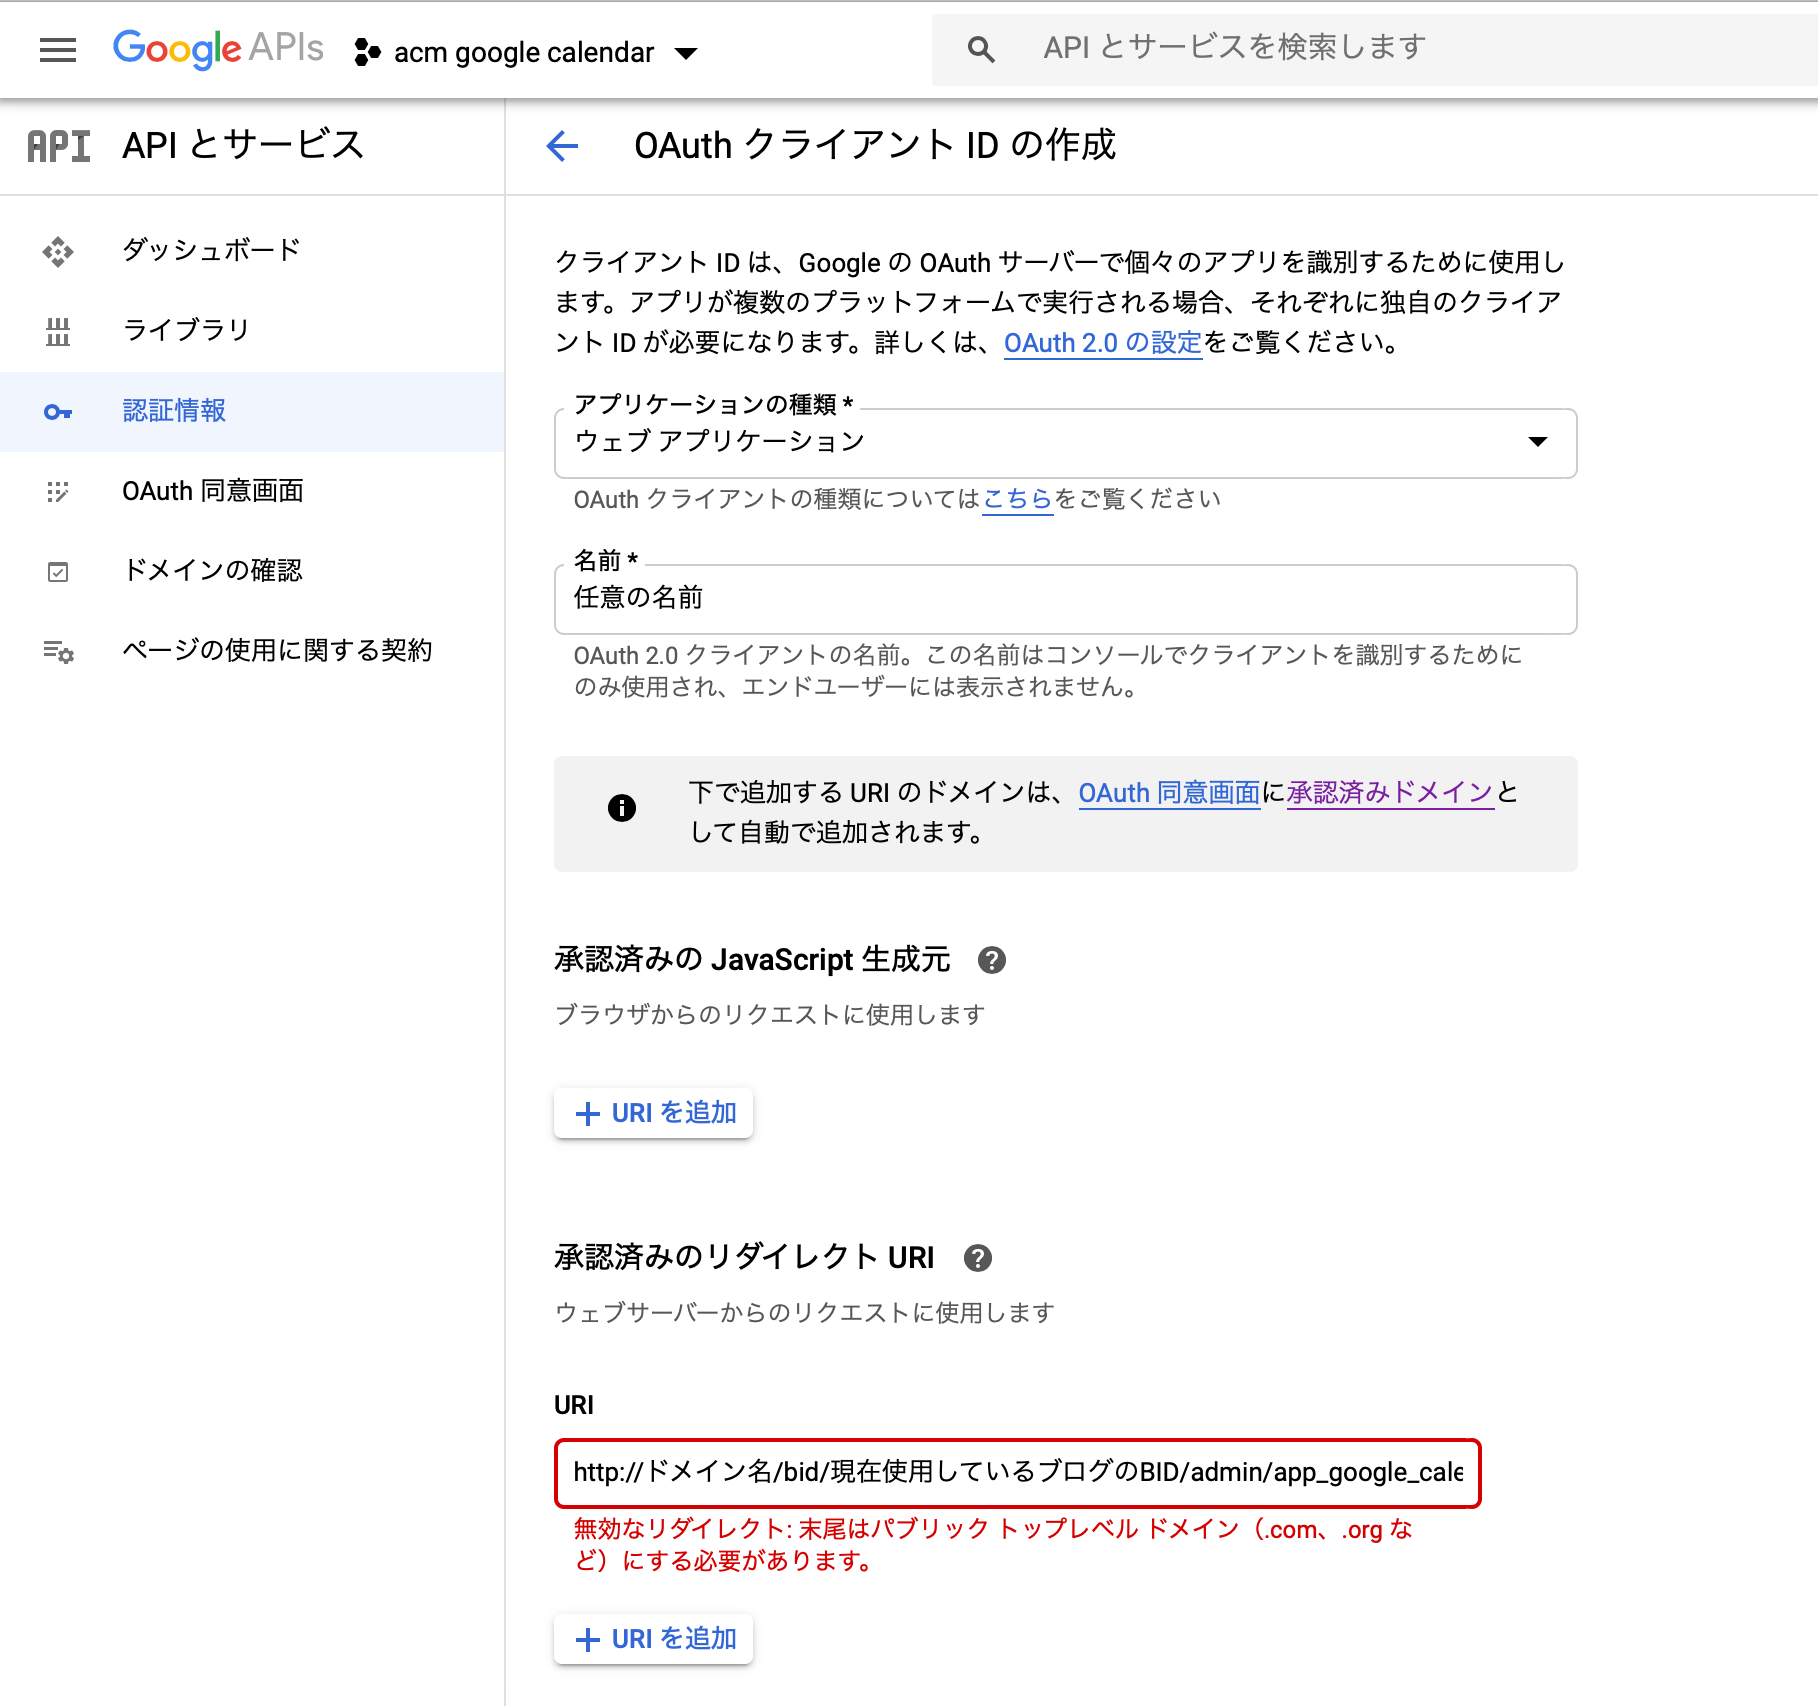 Google APIs
acm google calendar
API とサービスを検索します
API
API とサービス
OAuth クライアント ID の作成
ダッシュボード
ライブラリ
認証情報
OAuth 同意画面
ドメインの確認
ページの使用に関する契約
クライアント ID は、Google の OAuth サーバーで個々のアプリを識別するために使用し
ます。アプリが複数のプラットフォームで実行される場合、それぞれに独自のクライア
ント ID が必要になります。詳しくは、OAuth 2.0 の設定をご覧ください。
アプリケーションの種類 *
ウェブ アプリケーション
OAuth クライアントの種類についてはこちらをご覧ください
名前 *
任意の名前
OAuth 2.0 クライアントの名前。この名前はコンソールでクライアントを識別するために
のみ使用され、エンドユーザーには表示されません。
下で追加する URI のドメインは、OAuth 同意画面に承認済みドメインと
して自動で追加されます。
承認済みの JavaScript 生成元
ブラウザからのリクエストに使用します
URI を追加
承認済みのリダイレクト URI
ウェブサーバーからのリクエストに使用します
URI
http://ドメイン名/bid/現在使用しているブログのBID/admin/app_google_cale
無効なリダイレクト: 末尾はパブリック トップレベル ドメイン（.com、.org な
ど）にする必要があります。
URI を追加